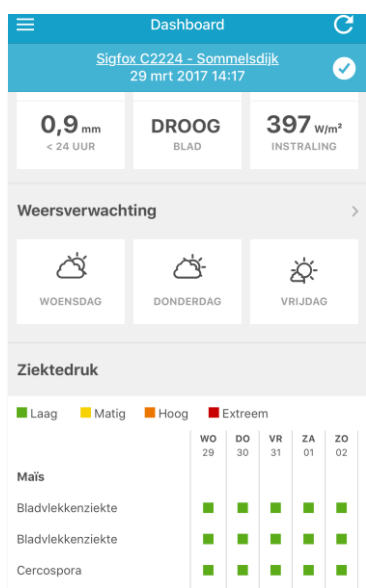 Dashboard
Sigfox C2224 - Sommelsdijk
29 mrt 2017 14:17
0,9 mm DROOG 397 W/m²
< 24 UUR BLAD INSTRALING
Weersverwachting
WOENSDAG DONDERDAG VRIJDAG
Ziektedruk
Laag Matig Hoog Extreem
WO DO VR ZA ZO
29 30 31 01 02
Maïs
Bladvlekkenziekte
Bladvlekkenziekte
Cercospora